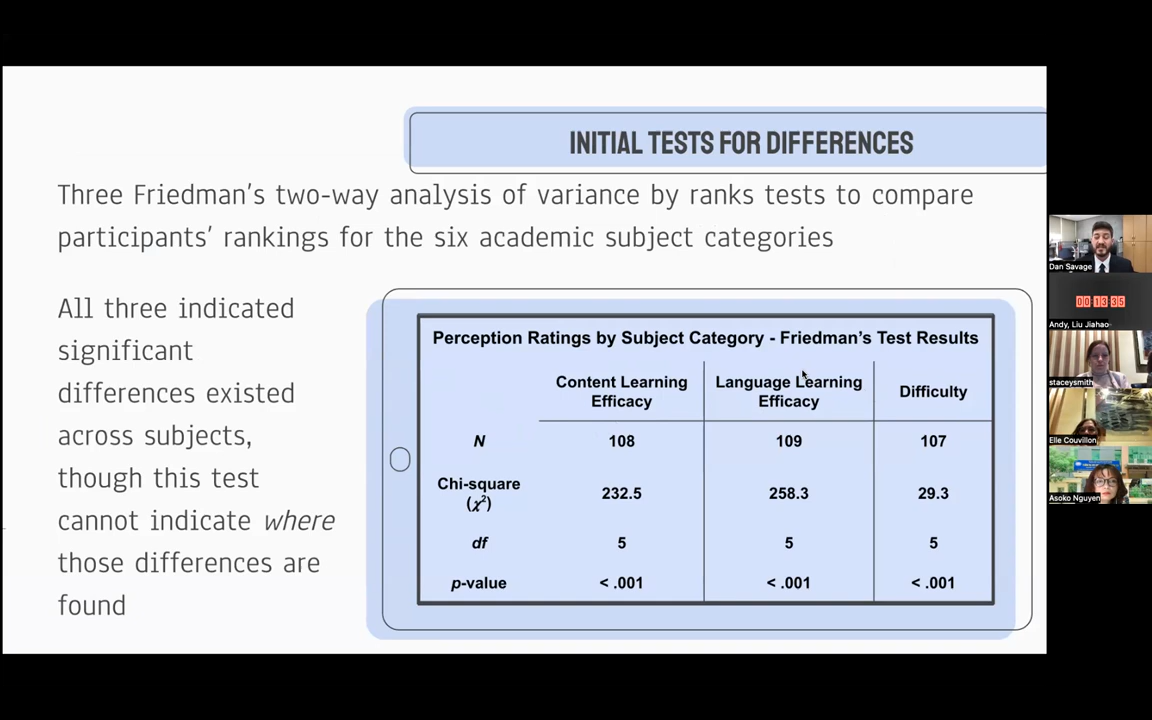 INITIAL TESTS FOR DIFFERENCES
Three Friedman's two-way analysis of variance by ranks tests to compare
participants' rankings for the six academic subject categories
All three indicated
significant
differences existed
across subjects,
though this test
cannot indicate where
those differences are
found
Perception Ratings by Subject Category - Friedman's Test Results
Content Learning Efficacy Language Learning Efficacy Difficulty
N 108 109 107
Chi-square (χ²) 232.5 258.3 29.3
df 5 5 5
p-value < .001 < .001 < .001
Dan Savage
00:13:35
Andy, Liu Jiahao
staceysmith
Elle Couvillon
Asoko Nguyen